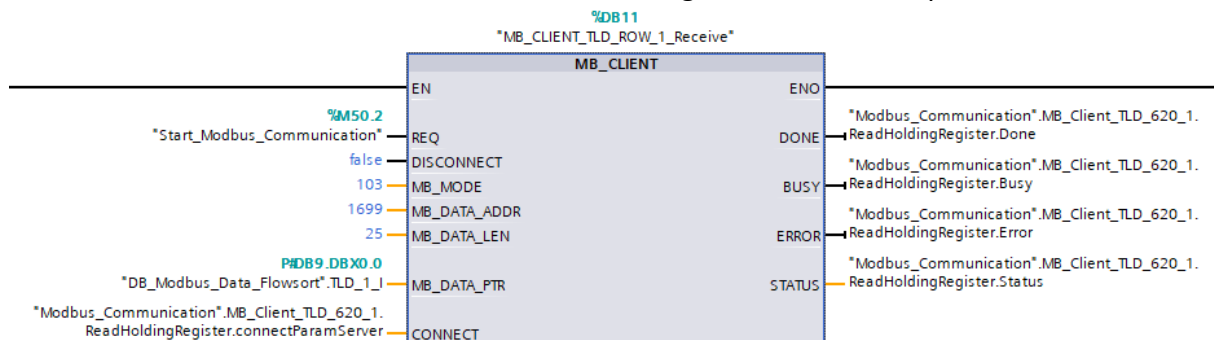 %DB11
"MB_CLIENT_TLD_ROW_1_Receive"
MB_CLIENT
EN
ENO
%M50.2
"Start_Modbus_Communication"
REQ
DONE
"Modbus_Communication".MB_Client_TLD_620_1.
ReadHoldingRegister.Done
false
DISCONNECT
103
MB_MODE
BUSY
"Modbus_Communication".MB_Client_TLD_620_1.
ReadHoldingRegister.Busy
1699
MB_DATA_ADDR
25
MB_DATA_LEN
ERROR
"Modbus_Communication".MB_Client_TLD_620_1.
ReadHoldingRegister.Error
P#DB9.DBX0.0
"DB_Modbus_Data_Flowsort".TLD_1_I
MB_DATA_PTR
STATUS
"Modbus_Communication".MB_Client_TLD_620_1.
ReadHoldingRegister.Status
"Modbus_Communication".MB_Client_TLD_620_1.
ReadHoldingRegister.connectParamServer
CONNECT